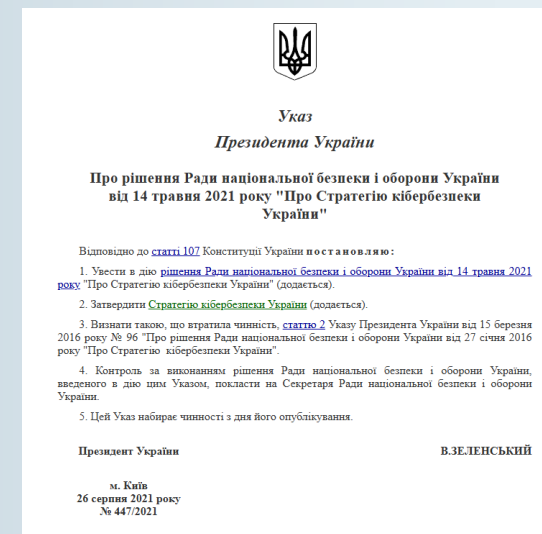 Указ
Президента України
Про рішення Ради національної безпеки і оборони України
від 14 травня 2021 року "Про Стратегію кібербезпеки
України"
Відповідно до статті 107 Конституції України постановляю:
1. Увести в дію рішення Ради національної безпеки і оборони України від 14 травня 2021
року "Про Стратегію кібербезпеки України" (додається).
2. Затвердити Стратегію кібербезпеки України (додається).
3. Визнати такою, що втратила чинність, статтю 2 Указу Президента України від 15 березня
2016 року № 96 "Про рішення Ради національної безпеки і оборони України від 27 січня 2016
року "Про Стратегію кібербезпеки України".
4. Контроль за виконанням рішення Ради національної безпеки і оборони України,
введеного в дію цим Указом, покласти на Секретаря Ради національної безпеки і оборони
України.
5. Цей Указ набирає чинності з дня його опублікування.
Президент України В.ЗЕЛЕНСЬКИЙ
м. Київ
26 серпня 2021 року
№ 447/2021